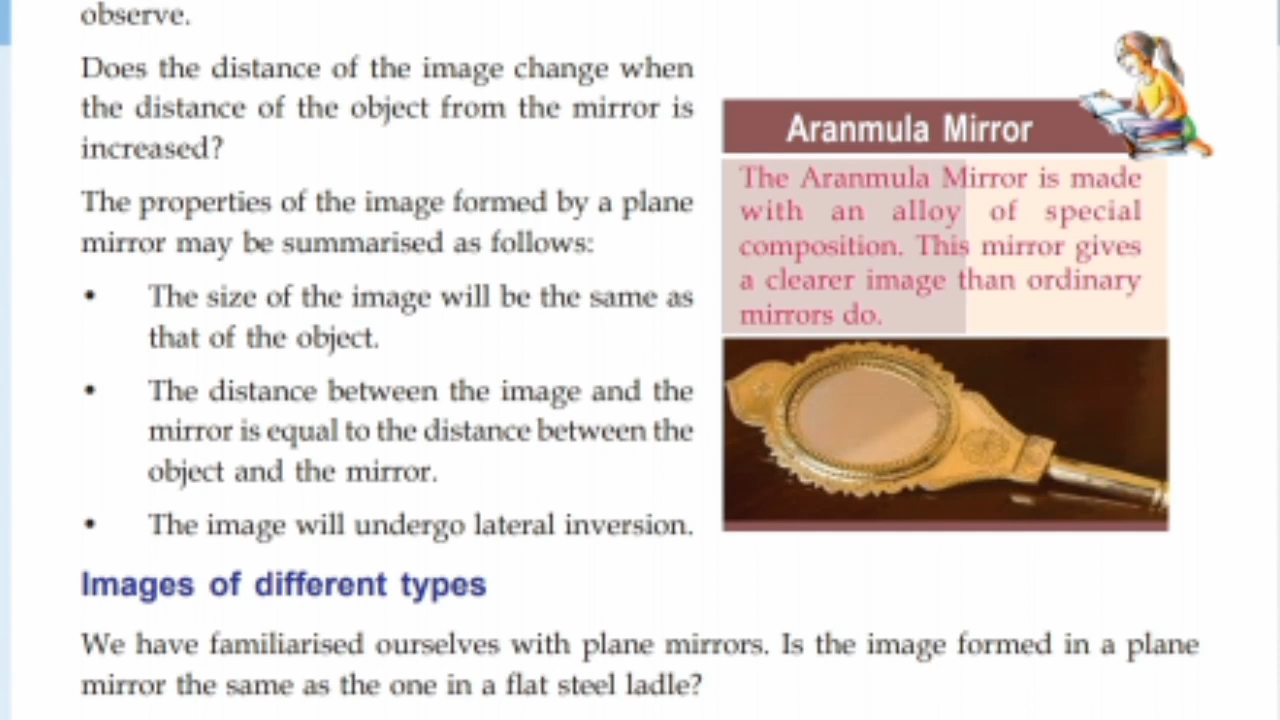 observe.
Does the distance of the image change when
the distance of the object from the mirror is
increased?
The properties of the image formed by a plane
mirror may be summarised as follows:
• The size of the image will be the same as
that of the object.
• The distance between the image and the
mirror is equal to the distance between the
object and the mirror.
• The image will undergo lateral inversion.
Aranmula Mirror
The Aranmula Mirror is made
with an alloy of special
composition. This mirror gives
a clearer image than ordinary
mirrors do.
Images of different types
We have familiarised ourselves with plane mirrors. Is the image formed in a plane
mirror the same as the one in a flat steel ladle?